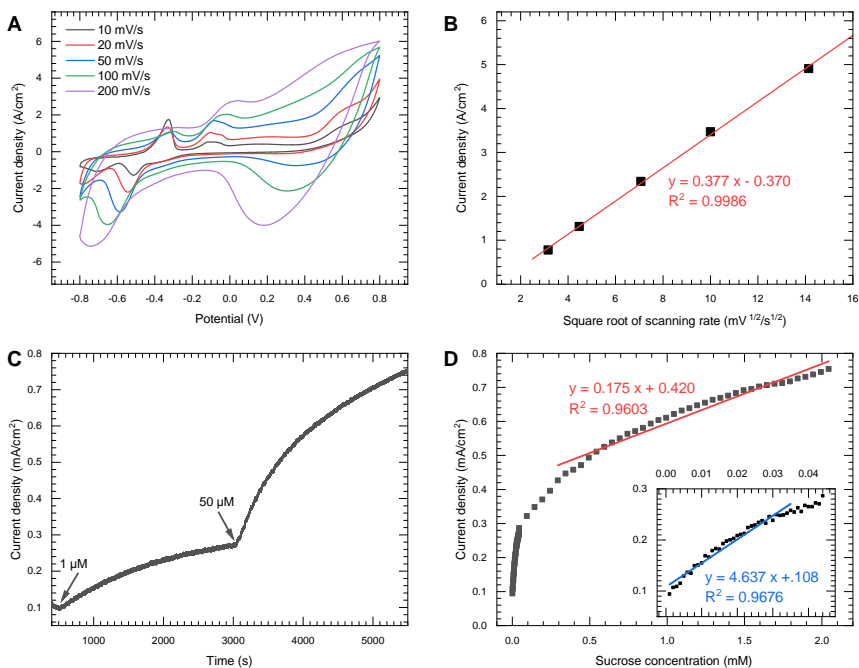 A
10 mV/s
20 mV/s
50 mV/s
100 mV/s
200 mV/s
6
4
2
0
-2
-4
-6
Current density (A/cm²)
-0.8 -0.6 -0.4 -0.2 0.0 0.2 0.4 0.6 0.8
Potential (V)
B
6
5
4
3
2
1
0
Current density (A/cm²)
y = 0.377 x - 0.370
R² = 0.9986
2 4 6 8 10 12 14 16
Square root of scanning rate (mV^1/2/s^1/2)
C
0.8
0.7
0.6
0.5
0.4
0.3
0.2
0.1
Current density (mA/cm²)
1 µM
50 µM
1000 2000 3000 4000 5000
Time (s)
D
0.8
0.7
0.6
0.5
0.4
0.3
0.2
0.1
0.0
Current density (mA/cm²)
y = 0.175 x + 0.420
R² = 0.9603
0.00 0.01 0.02 0.03 0.04
0.3
0.2
0.1
y = 4.637 x +.108
R² = 0.9676
0.0 0.5 1.0 1.5 2.0
Sucrose concentration (mM)